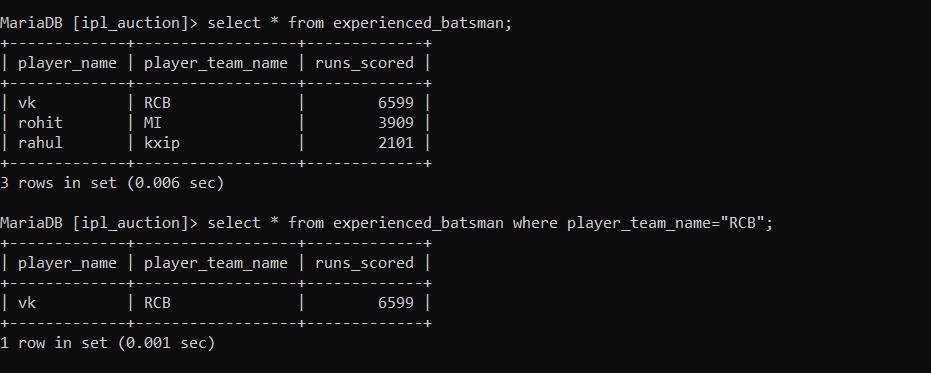 MariaDB [ipl_auction]> select * from experienced_batsman;
+-------------+------------------+-------------+
| player_name | player_team_name | runs_scored |
+-------------+------------------+-------------+
| vk          | RCB              |        6599 |
| rohit       | MI               |        3909 |
| rahul       | kxip             |        2101 |
+-------------+------------------+-------------+
3 rows in set (0.006 sec)

MariaDB [ipl_auction]> select * from experienced_batsman where player_team_name="RCB";
+-------------+------------------+-------------+
| player_name | player_team_name | runs_scored |
+-------------+------------------+-------------+
| vk          | RCB              |        6599 |
+-------------+------------------+-------------+
1 row in set (0.001 sec)